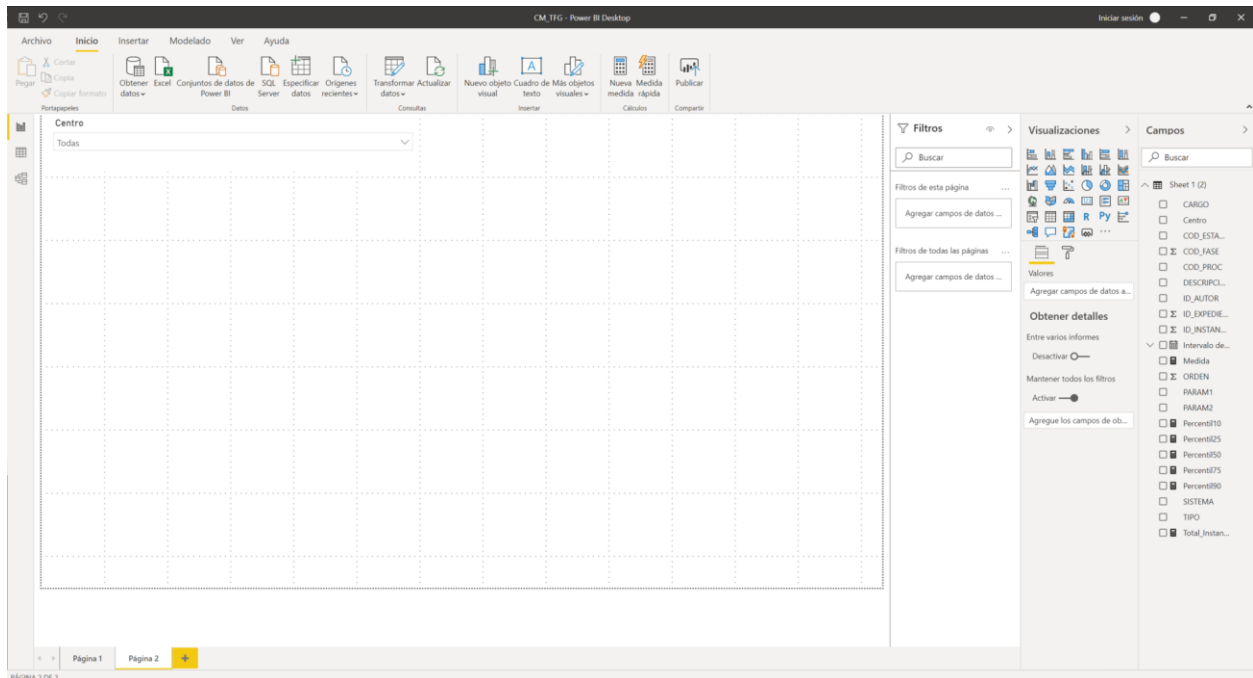 CM_TFG - Power BI Desktop
Iniciar sesión
Archivo Inicio Insertar Modelado Ver Ayuda
Pegar
Cortar
Copia
Copiar formato
Portapapeles
Obtener datos
Excel
Conjuntos de datos de Power BI
SQL Server
Especificar datos
Orígenes recientes
Datos
Transformar datos
Actualizar
Consultas
Nuevo objeto visual
Cuadro de texto
Más objetos visuales
Insertar
Nueva medida
Medida rápida
Cálculos
Publicar
Compartir
Centro
Todas
Filtros
Buscar
Filtros de esta página ...
Agregar campos de datos ...
Filtros de todas las páginas ...
Agregar campos de datos ...
Visualizaciones
R Py
...
Valores
Agregar campos de datos a...
Obtener detalles
Entre varios informes
Desactivar
Mantener todos los filtros
Activar
Agregue los campos de ob...
Campos
Buscar
Sheet 1 (2)
CARGO
Centro
COD_ESTA...
Σ COD_FASE
COD_PROC
DESCRIPCI...
ID_AUTOR
Σ ID_EXPEDIE...
Σ ID_INSTAN...
Intervalo de...
Medida
Σ ORDEN
PARAM1
PARAM2
Percentil10
Percentil25
Percentil50
Percentil75
Percentil90
SISTEMA
TIPO
Total_Instan...
Página 1 Página 2 +